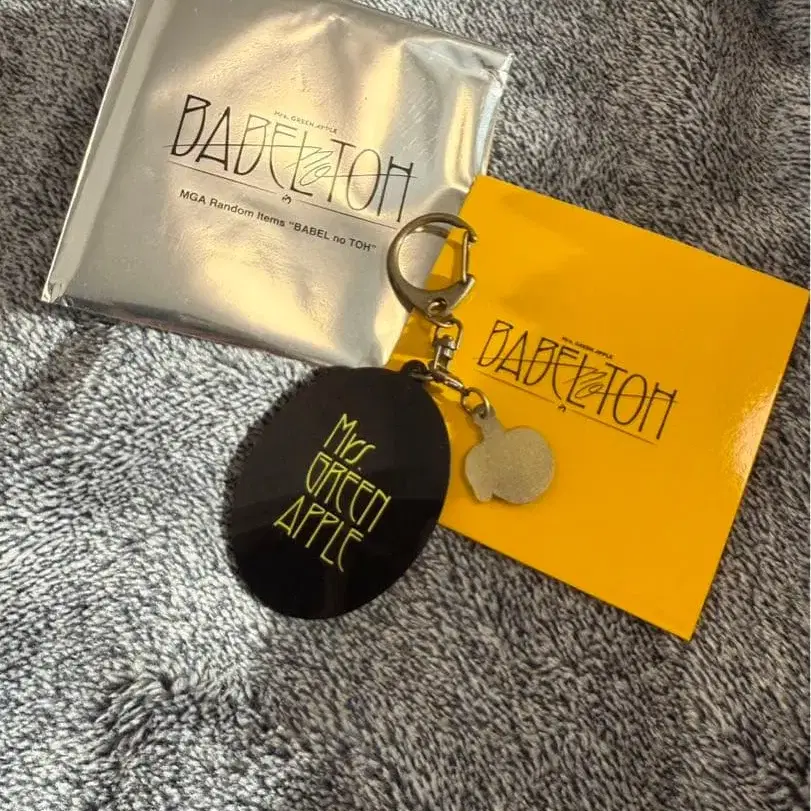 Mrs. GREEN APPLE
BABEL no TOH
MGA Random Items "BABEL no TOH"
Mrs. GREEN APPLE
BABEL no TOH
Mrs.
GREEN
APPLE